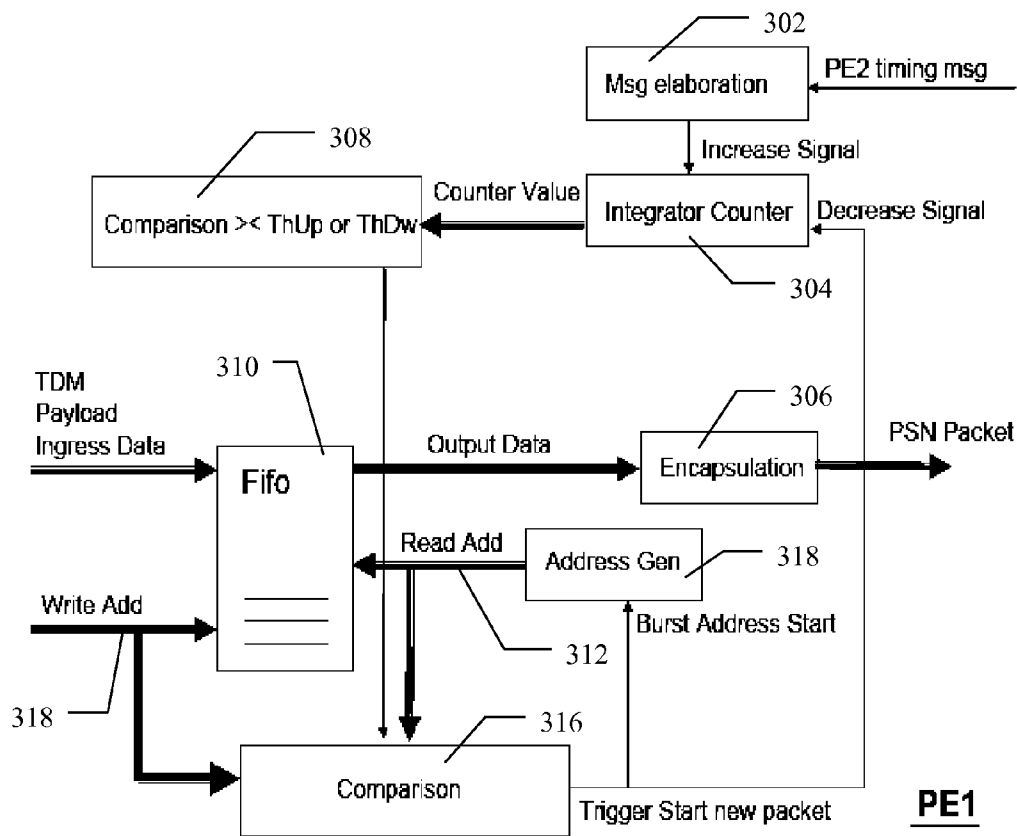 302
PE2 timing msg
Msg elaboration
308
Increase Signal
Counter Value
Comparison >< ThUp or ThDw
Integrator Counter
Decrease Signal
304
310
TDM
Payload
Ingress Data
306
Output Data
PSN Packet
Fifo
Encapsulation
Read Add
Address Gen
318
Write Add
Burst Address Start
312
318
316
Comparison
Trigger Start new packet
PE1